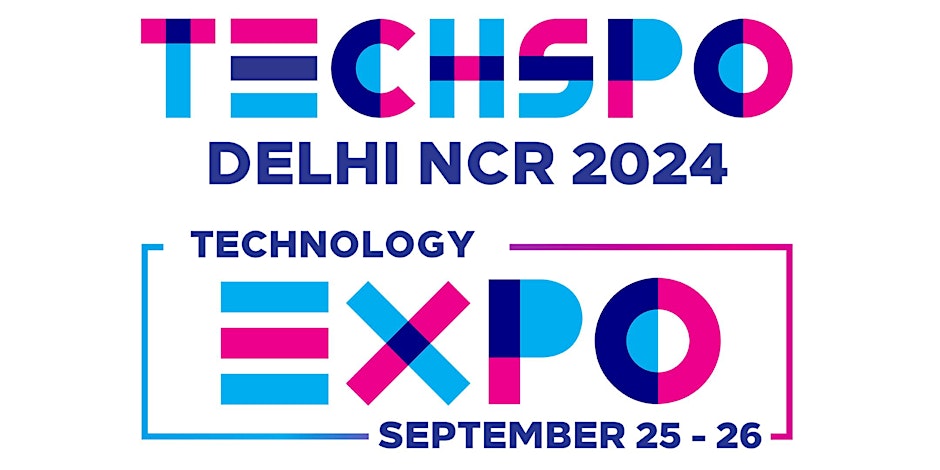 TECHSPO
DELHI NCR 2024
TECHNOLOGY
EXPO
SEPTEMBER 25 - 26